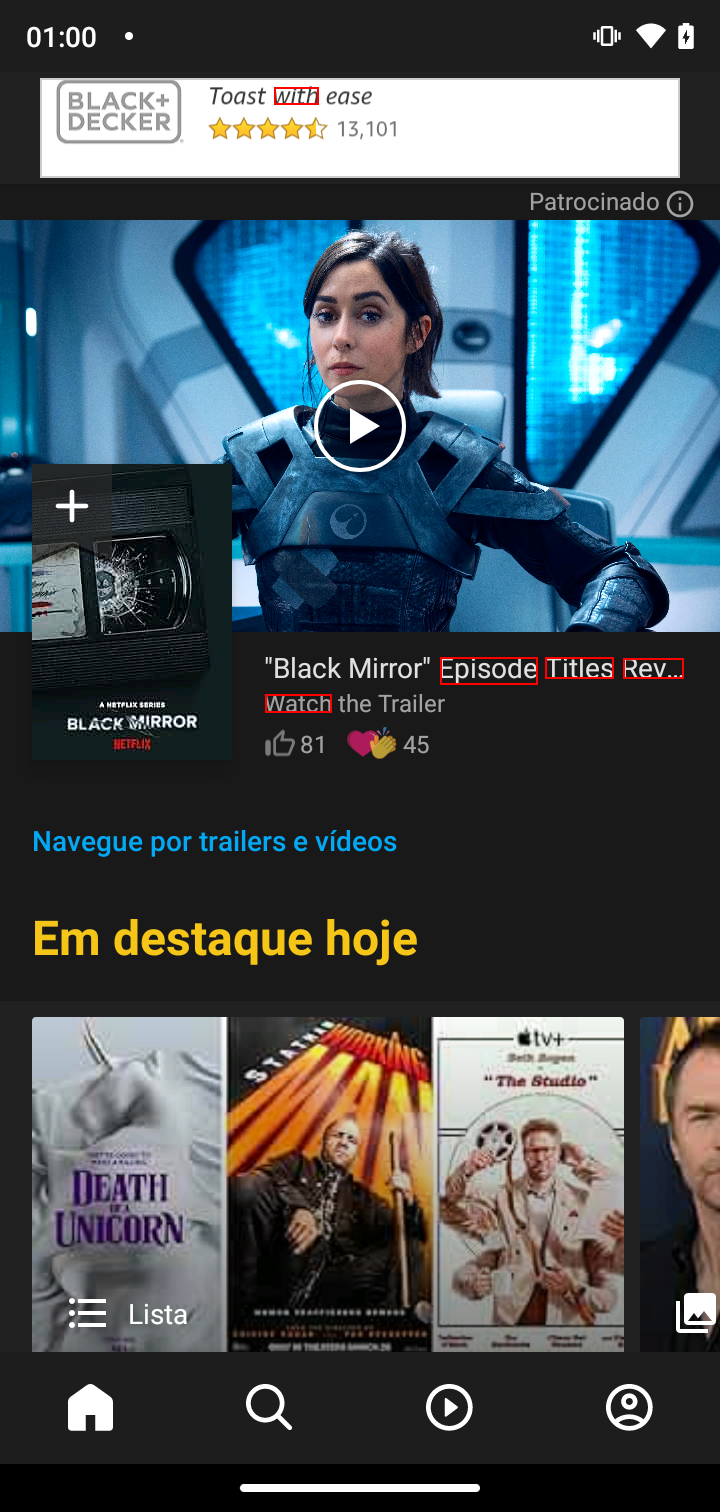 01:00
BLACK+
DECKER
Toast with ease
13,101
Patrocinado
A NETFLIX SERIES
BLACK MIRROR
NETFLIX
"Black Mirror" Episode Titles Rev...
Watch the Trailer
81 45
Navegue por trailers e vídeos
Em destaque hoje
DEATH
OF A
UNICORN
STATHAM
WORKING
MAN
tv+
Seth Rogen
"The Studio"
Lista